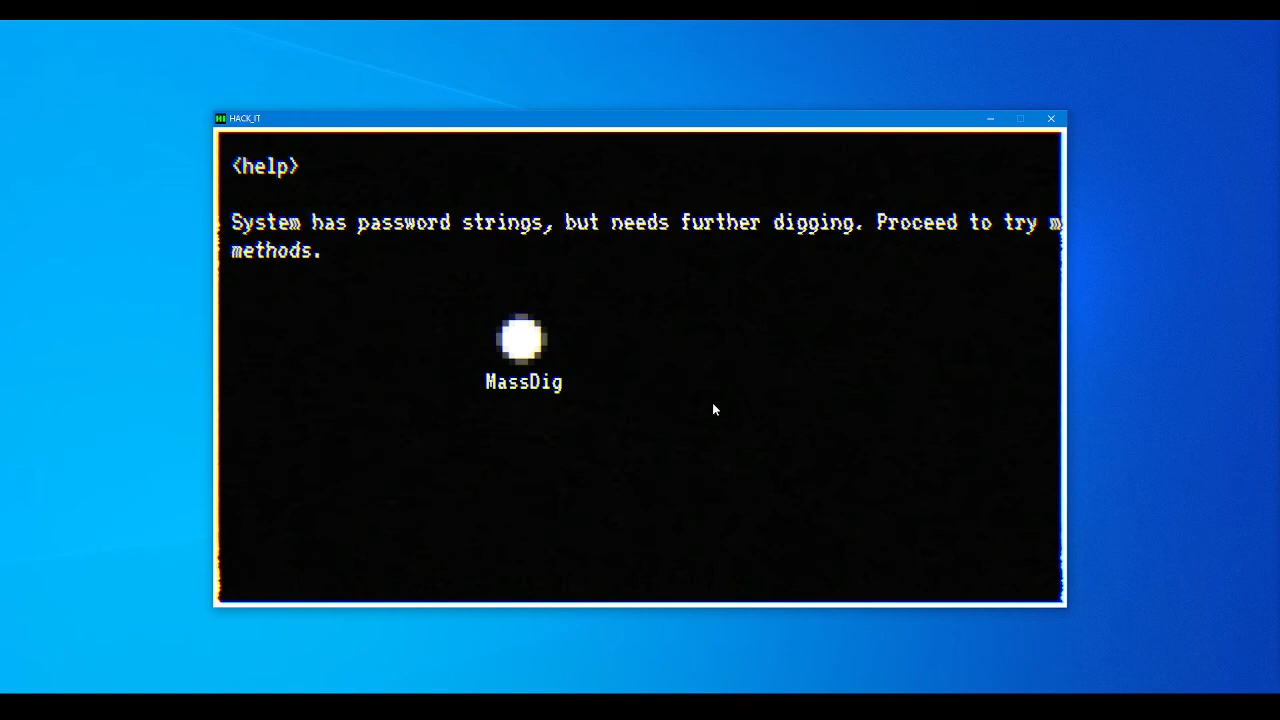 HACK_IT
<help>
System has password strings, but needs further digging. Proceed to try
methods.
MassDig